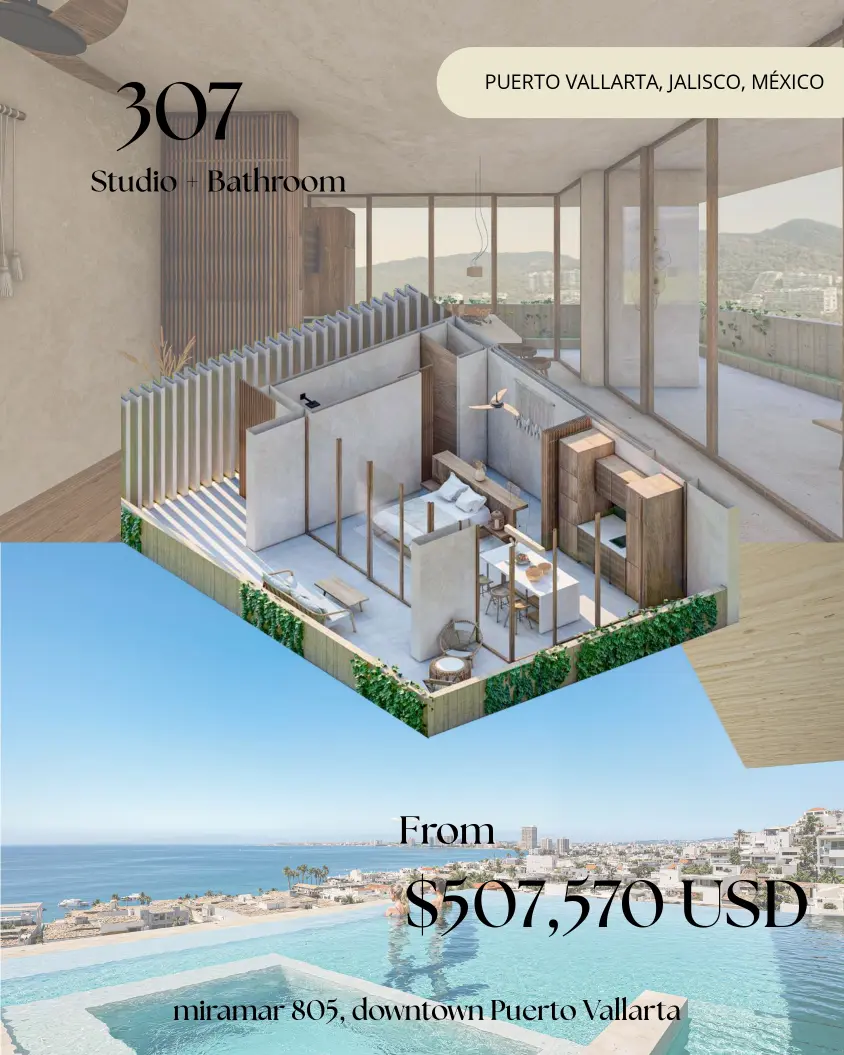 PUERTO VALLARTA, JALISCO, MÉXICO
307
Studio + Bathroom
From
$507,570 USD
miramar 805, downtown Puerto Vallarta